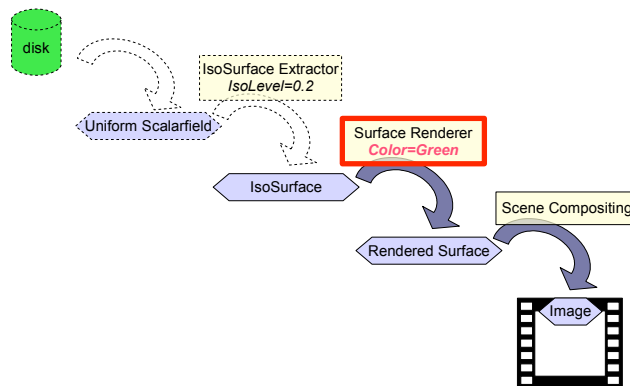 disk
IsoSurface Extractor
IsoLevel=0.2
Uniform Scalarfield
Surface Renderer
Color=Green
IsoSurface
Scene Compositing
Rendered Surface
Image